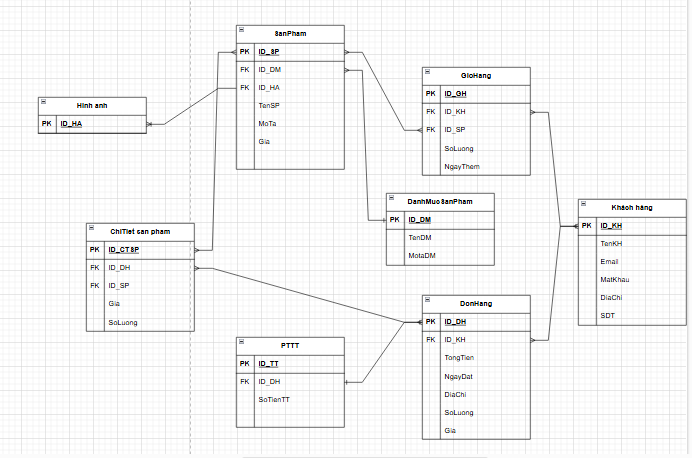 SanPham
PK ID_SP
FK ID_DM
FK ID_HA
TenSP
MoTa
Gia
Hình anh
PK ID_HA
GioHang
PK ID_GH
FK ID_KH
FK ID_SP
SoLuong
NgayThem
DanhMucSanPham
PK ID_DM
TenDM
MotaDM
Khách hàng
PK ID_KH
TenKH
Email
MatKhau
DiaChi
SDT
ChiTiet san pham
PK ID_CTSP
FK ID_DH
FK ID_SP
Gia
SoLuong
DonHang
PK ID_DH
FK ID_KH
TongTien
NgayDat
DiaChi
SoLuong
Gia
PTTT
PK ID_TT
FK ID_DH
SoTienTT